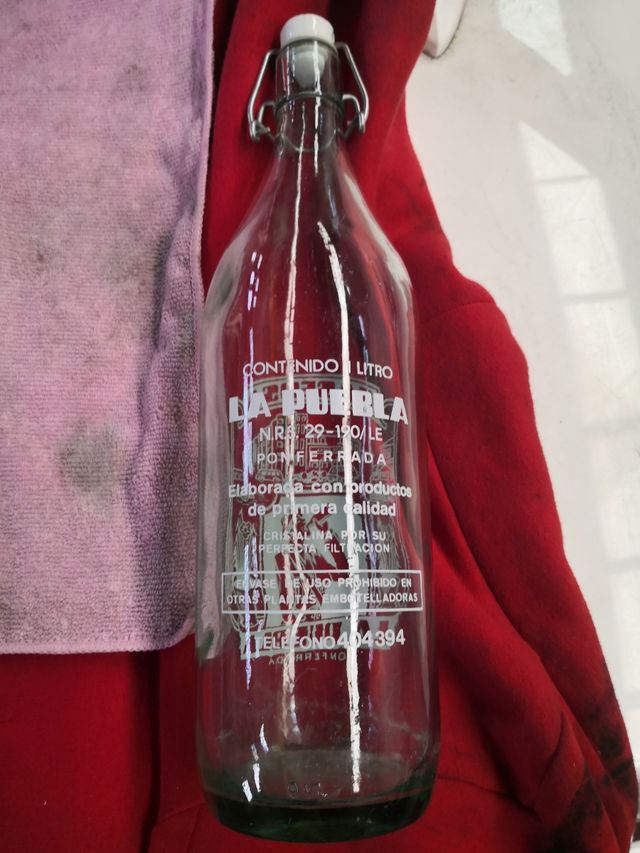 CONTENIDO 1 LITRO
LA PUEBLA
N.R.S. 29-190/LE
PONFERRADA
Elaborada con productos
de primera calidad
CRISTALINA POR SU
PERFECTA FILTRACION
ENVASE DE USO PROHIBIDO EN
OTRAS PLANTAS EMBOTELLADORAS
TELEFONO 404394
PONFERRADA